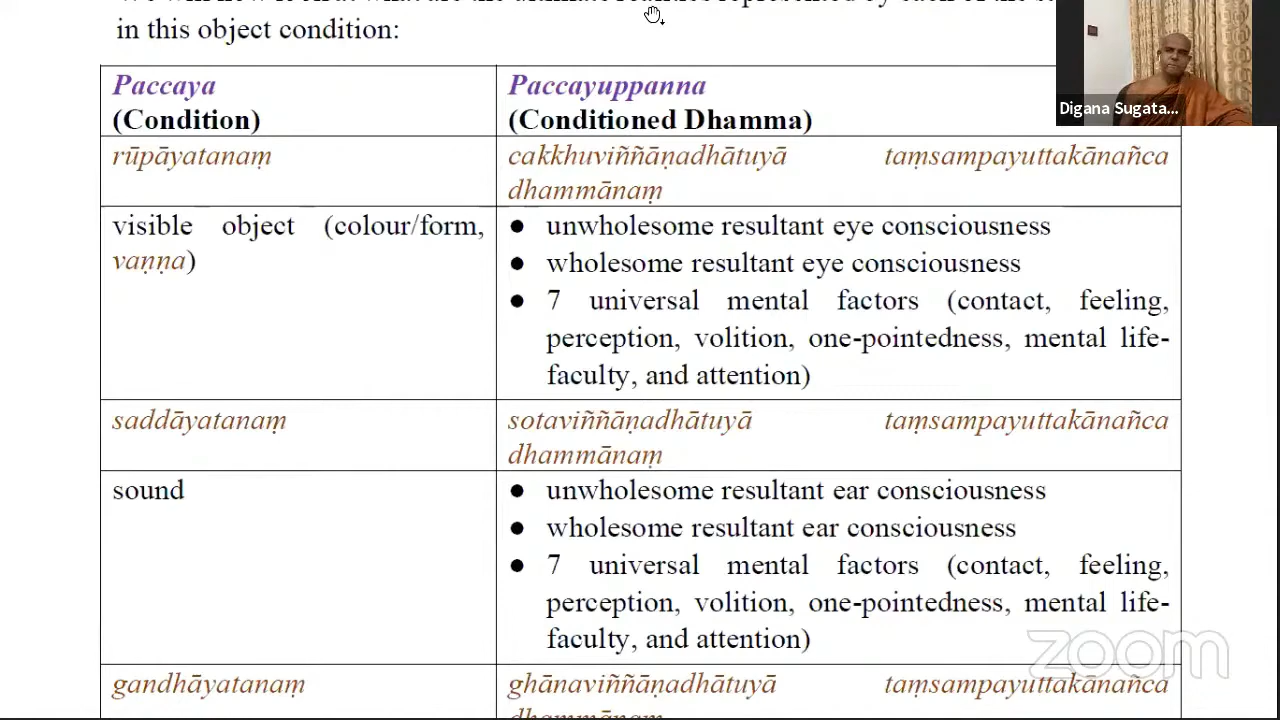 in this object condition:
Digana Sugata...
Paccaya
(Condition)
Paccayuppanna
(Conditioned Dhamma)
rūpāyatanaṃ
cakkhuviññāṇadhātuyā taṃsampayuttakānañca
dhammānaṃ
visible object (colour/form,
vaṇṇa)
● unwholesome resultant eye consciousness
● wholesome resultant eye consciousness
● 7 universal mental factors (contact, feeling,
perception, volition, one-pointedness, mental life-
faculty, and attention)
saddāyatanaṃ
sotaviññāṇadhātuyā taṃsampayuttakānañca
dhammānaṃ
sound
● unwholesome resultant ear consciousness
● wholesome resultant ear consciousness
● 7 universal mental factors (contact, feeling,
perception, volition, one-pointedness, mental life-
faculty, and attention)
zoom
gandhāyatanaṃ
ghānaviññāṇadhātuyā taṃsampayuttakānañca